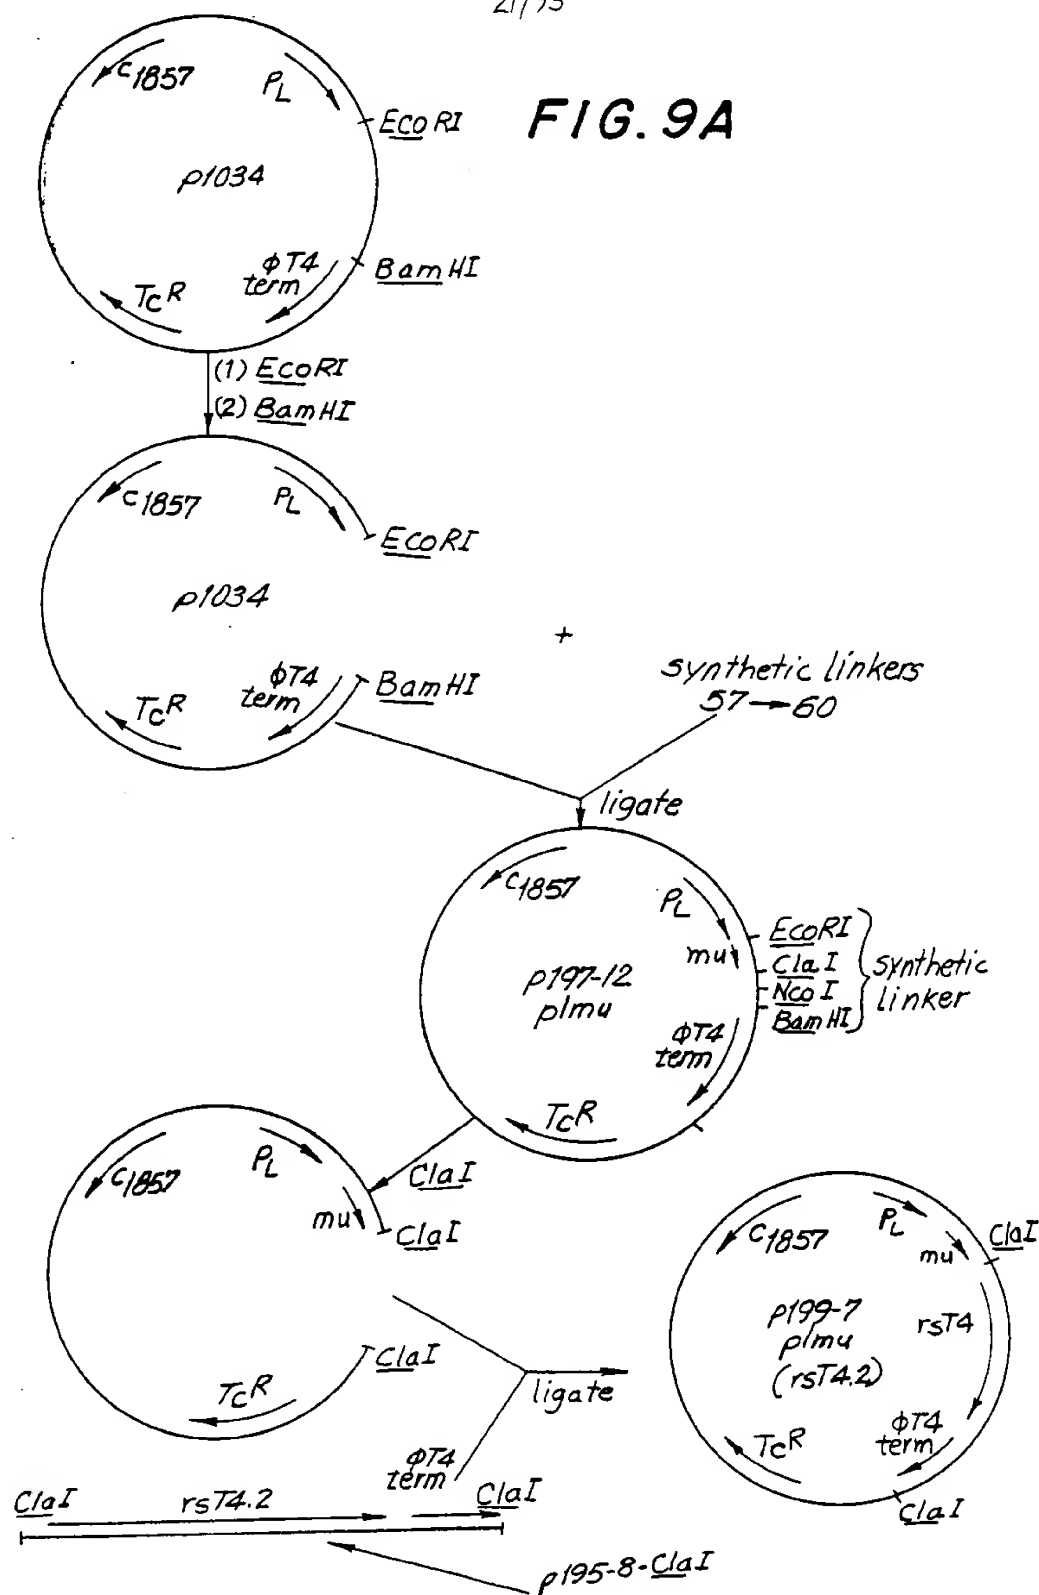 21/75
FIG. 9A
c1857
PL
EcoRI
p1034
BamHI
φT4
term
TcR
(1) EcoRI
(2) BamHI
c1857
PL
EcoRI
p1034
+
φT4
term
BamHI
TcR
synthetic linkers
57→60
ligate
c1857
PL
mu
EcoRI
ClaI
NcoI
BamHI
synthetic
linker
p197-12
plmu
φT4
term
TcR
ClaI
c1857
PL
mu
ClaI
ClaI
TcR
ligate
φT4
term
ClaI
rsT4.2
ClaI
p195-8-ClaI
c1857
PL
mu
ClaI
p199-7
plmu
(rsT4.2)
rsT4
φT4
term
TcR
ClaI